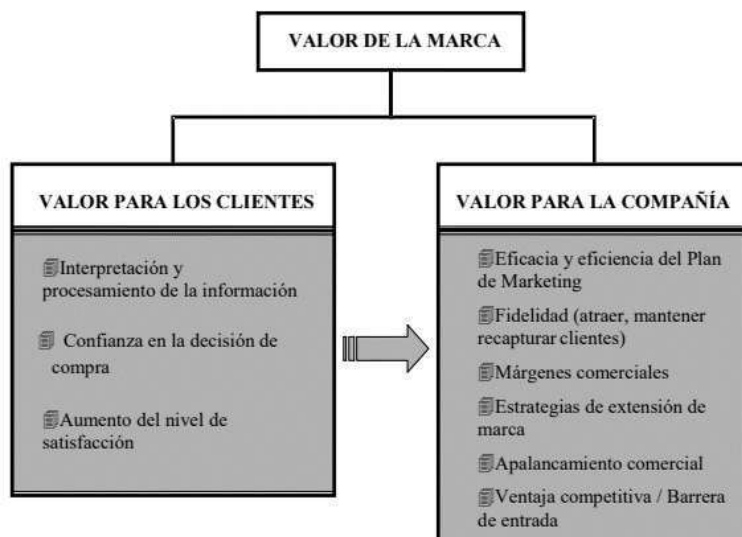 VALOR DE LA MARCA
VALOR PARA LOS CLIENTES
Interpretación y
procesamiento de la información
Confianza en la decisión de
compra
Aumento del nivel de
satisfacción
VALOR PARA LA COMPAÑÍA
Eficacia y eficiencia del Plan
de Marketing
Fidelidad (atraer, mantener
recapturar clientes)
Márgenes comerciales
Estrategias de extensión de
marca
Apalancamiento comercial
Ventaja competitiva / Barrera
de entrada